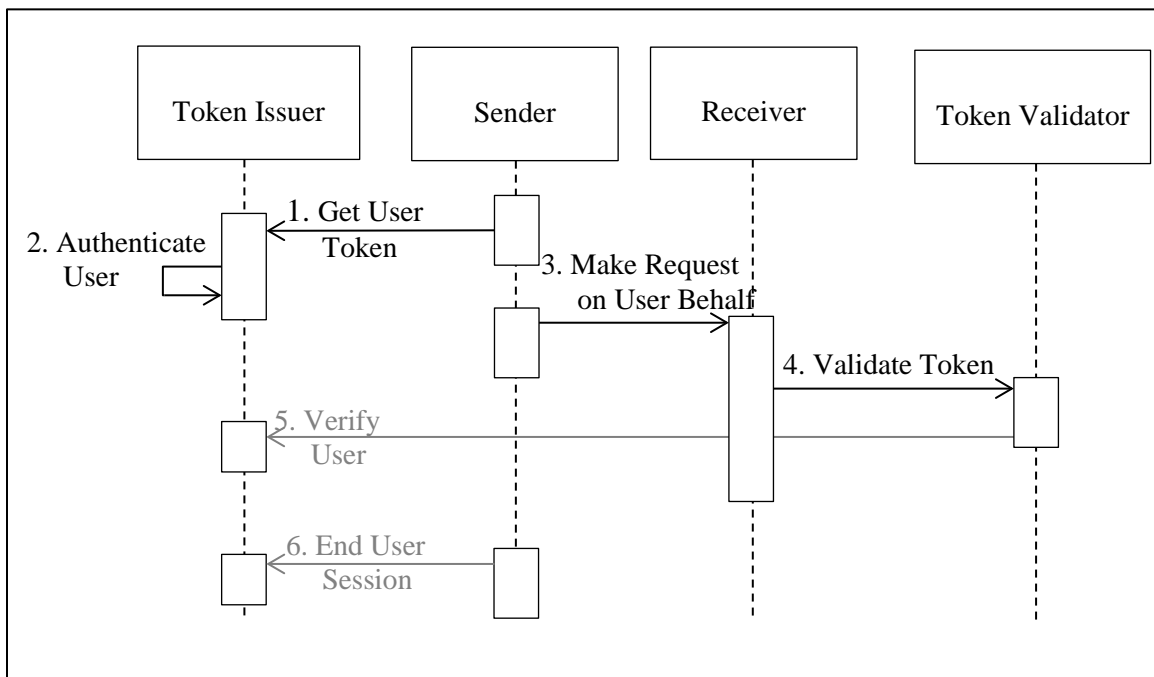 Token Issuer
Sender
Receiver
Token Validator
1. Get User
Token
2. Authenticate
User
3. Make Request
on User Behalf
4. Validate Token
5. Verify
User
6. End User
Session